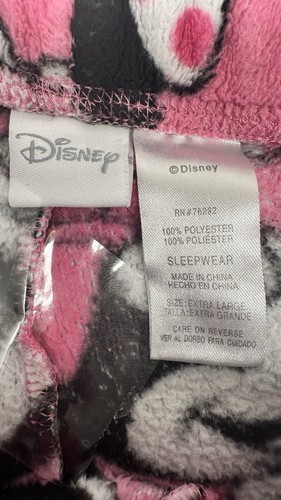 Disney
©Disney
RN#76292
100% POLYESTER
100% POLIÉSTER
SLEEPWEAR
MADE IN CHINA
HECHO EN CHINA
SIZE: EXTRA LARGE
TALLA: EXTRA GRANDE
CARE ON REVERSE
VER AL DORSO PARA CUIDADO